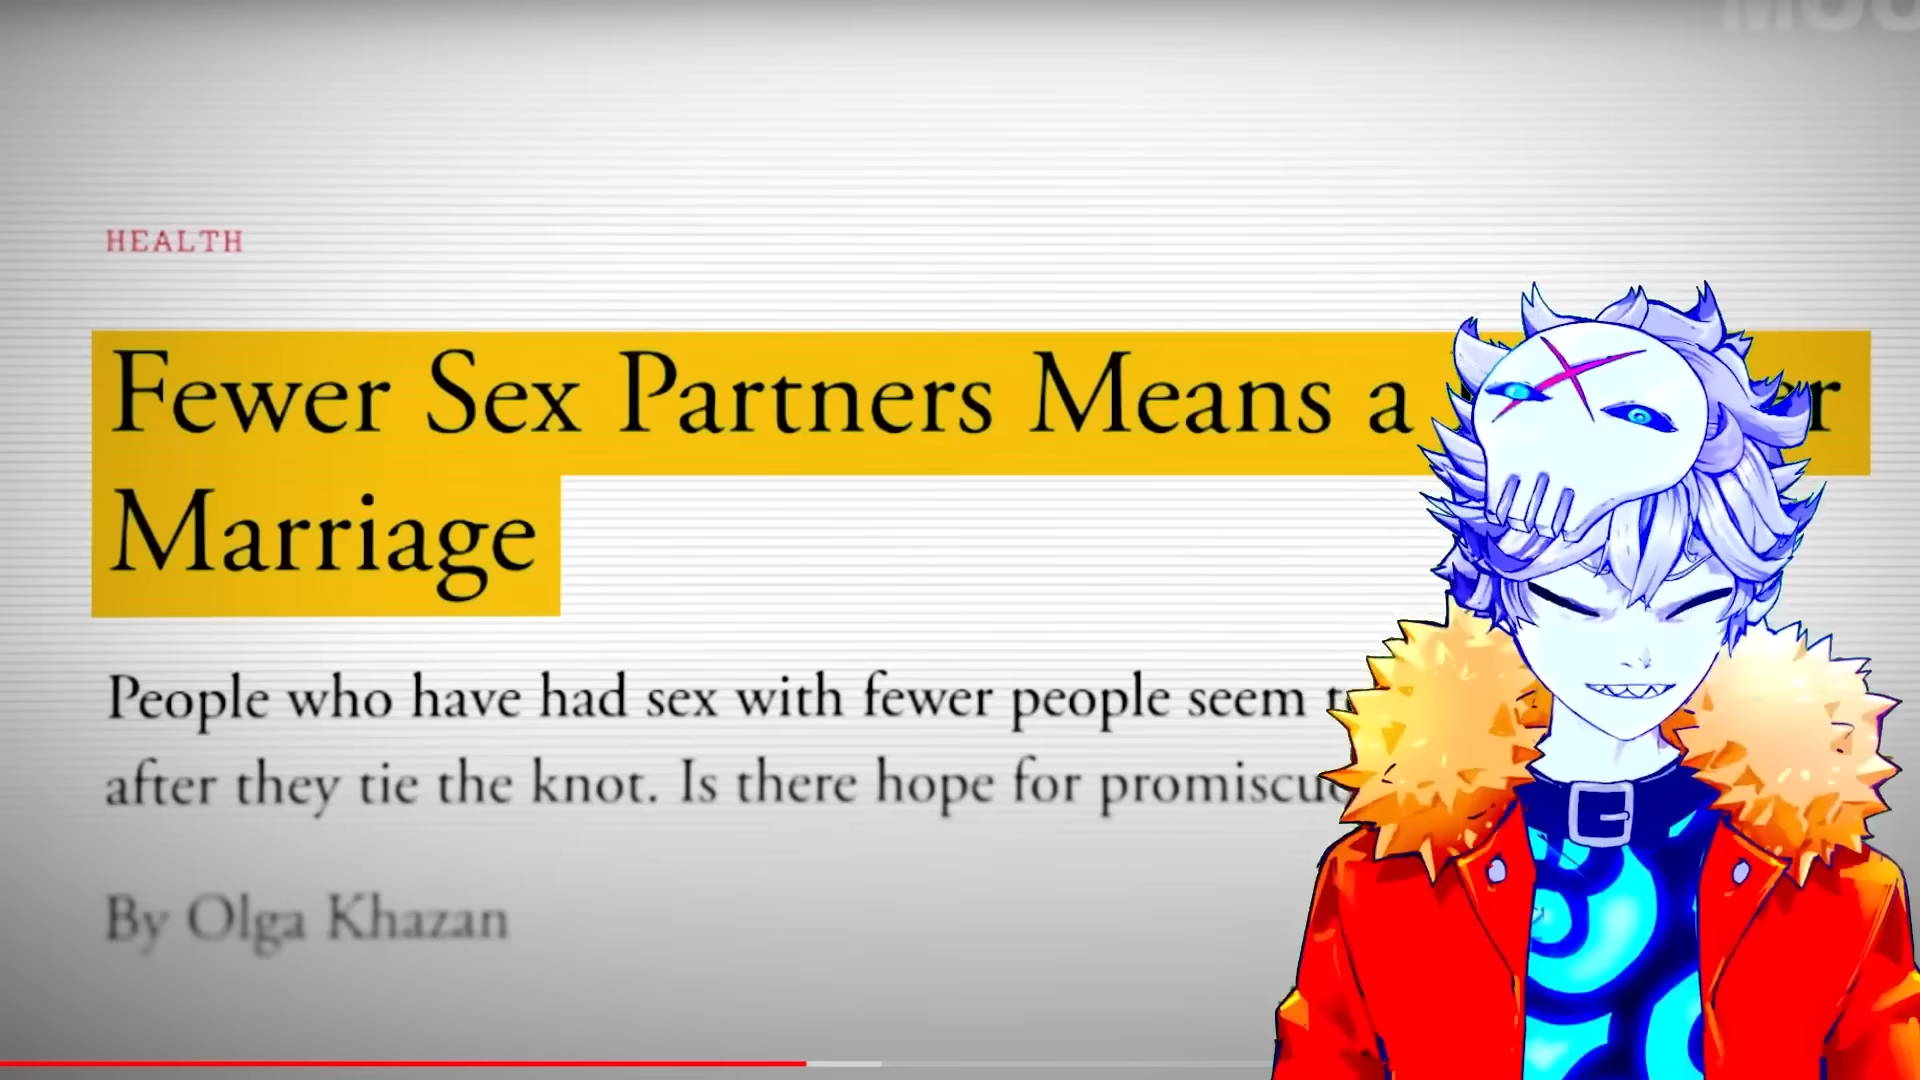 HEALTH
Fewer Sex Partners Means a
Marriage
People who have had sex with fewer people seem
after they tie the knot. Is there hope for
By Olga Khazan